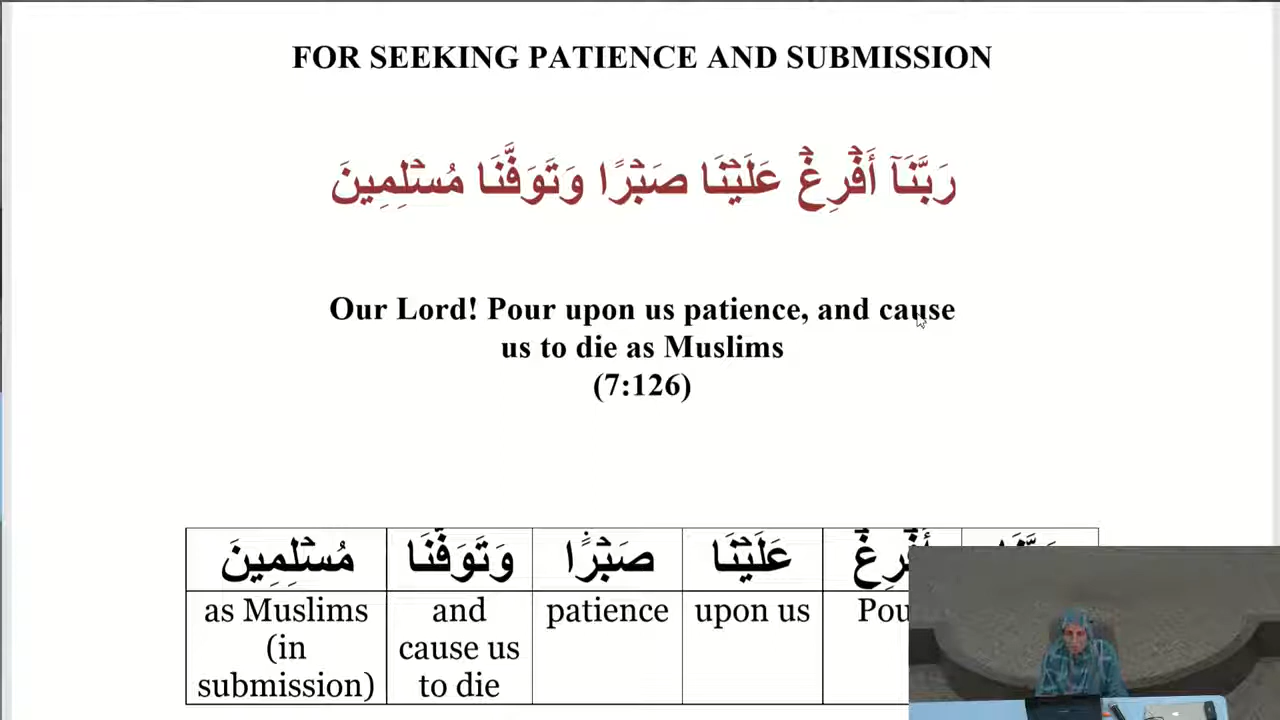 FOR SEEKING PATIENCE AND SUBMISSION
رَبَّنَآ أَفۡرِغۡ عَلَيۡنَا صَبۡرًا وَتَوَفَّنَا مُسۡلِمِينَ
Our Lord! Pour upon us patience, and cause
us to die as Muslims
(7:126)
عَلَيۡنَا صَبۡرًا وَتَوَفَّنَا مُسۡلِمِينَ
as Muslims and patience upon us
(in cause us
submission) to die